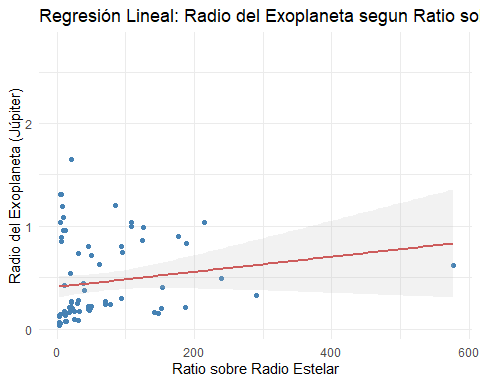 Regresión Lineal: Radio del Exoplaneta segun Ratio so
Radio del Exoplaneta (Júpiter)
2
1
0
0
200
400
600
Ratio sobre Radio Estelar